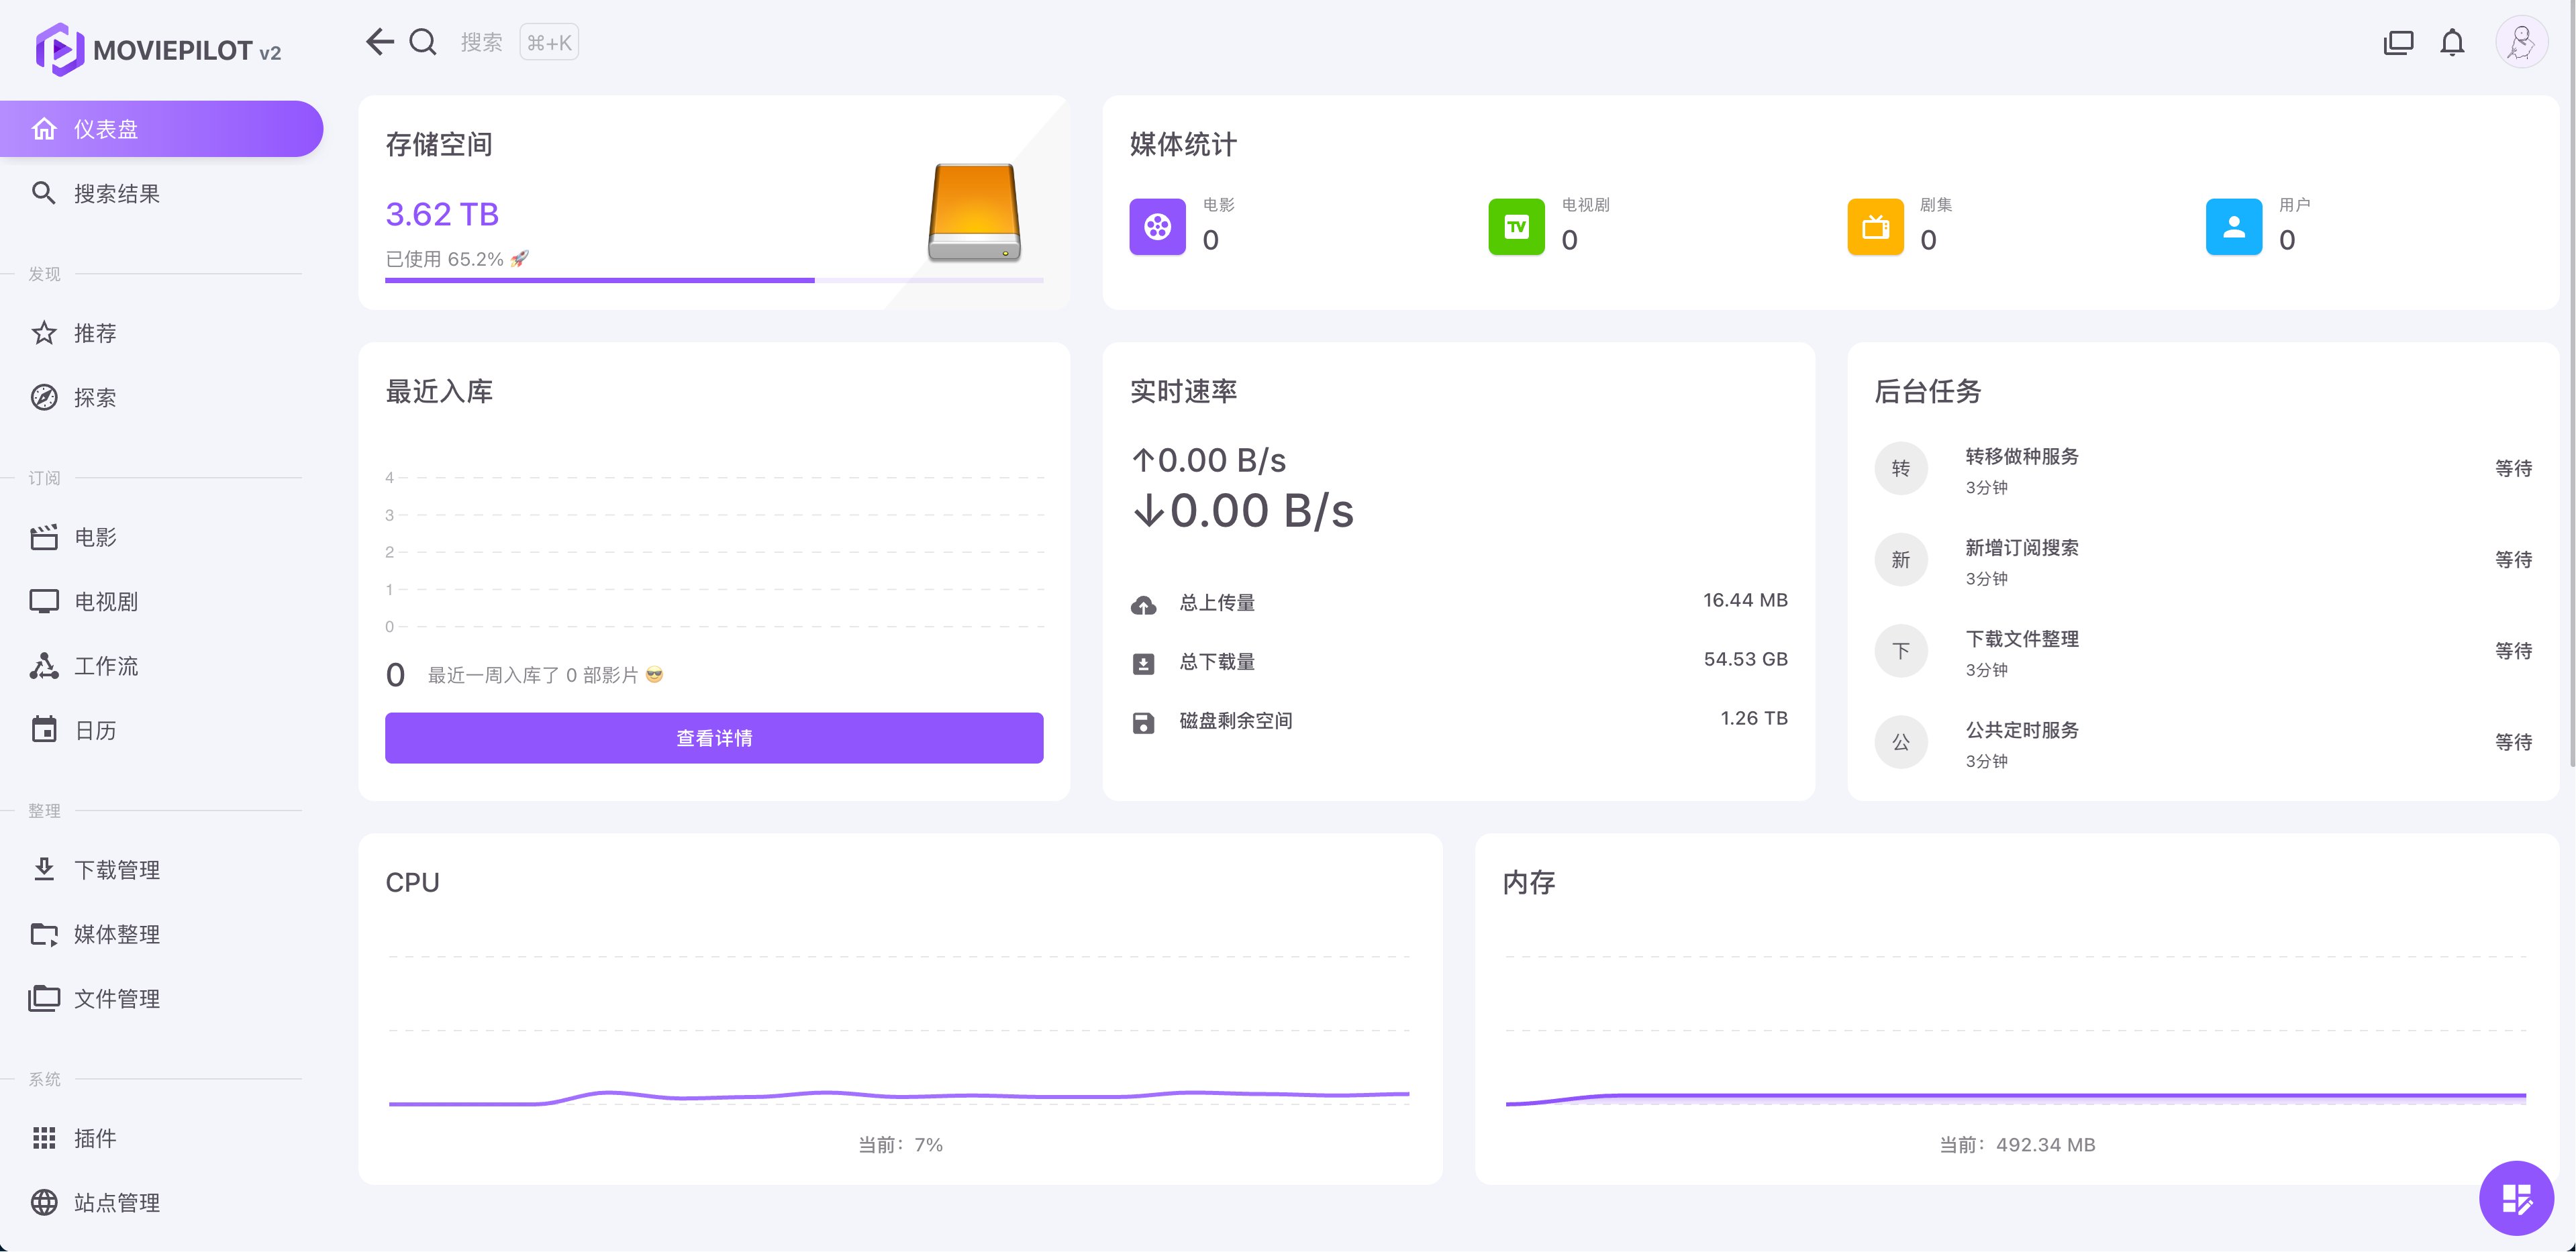 MOVIEPILOT v2
搜索 ⌘+K
仪表盘
搜索结果
发现
推荐
探索
订阅
电影
电视剧
工作流
日历
整理
下载管理
媒体整理
文件管理
系统
插件
站点管理
存储空间
3.62 TB
已使用 65.2% 🚀
媒体统计
电影
0
TV
电视剧
0
剧集
0
用户
0
最近入库
4
3
2
1
0
0 最近一周入库了 0 部影片 😎
查看详情
实时速率
↑0.00 B/s
↓0.00 B/s
总上传量 16.44 MB
总下载量 54.53 GB
磁盘剩余空间 1.26 TB
后台任务
转 转移做种服务 等待
3分钟
新 新增订阅搜索 等待
3分钟
下 下载文件整理 等待
3分钟
公 公共定时服务 等待
3分钟
CPU
当前：7%
内存
当前：492.34 MB